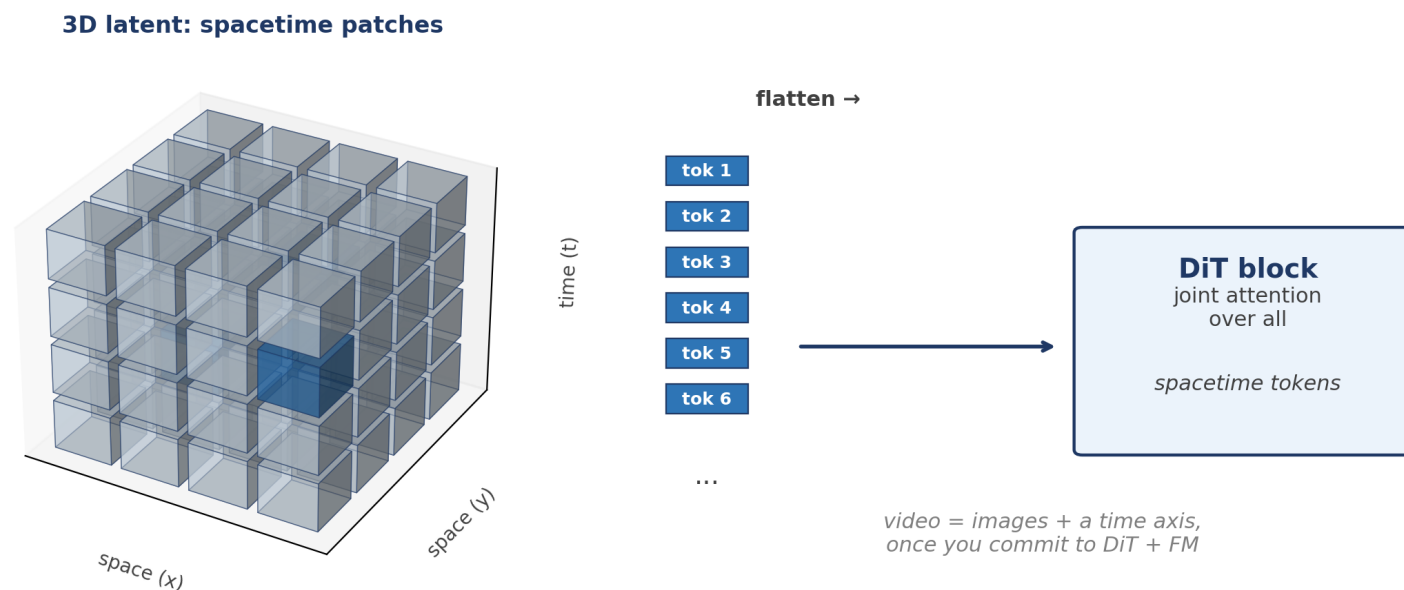 3D latent: spacetime patches
flatten →
time (t)
space (y)
space (x)
tok 1
tok 2
tok 3
tok 4
tok 5
tok 6
...
DiT block
joint attention
over all
spacetime tokens
video = images + a time axis,
once you commit to DiT + FM